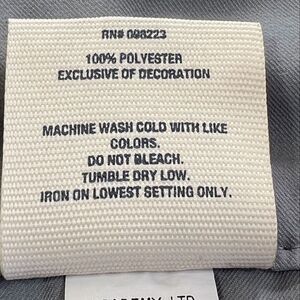 RN# 098223
100% POLYESTER
EXCLUSIVE OF DECORATION
MACHINE WASH COLD WITH LIKE
COLORS.
DO NOT BLEACH.
TUMBLE DRY LOW.
IRON ON LOWEST SETTING ONLY.
LTD